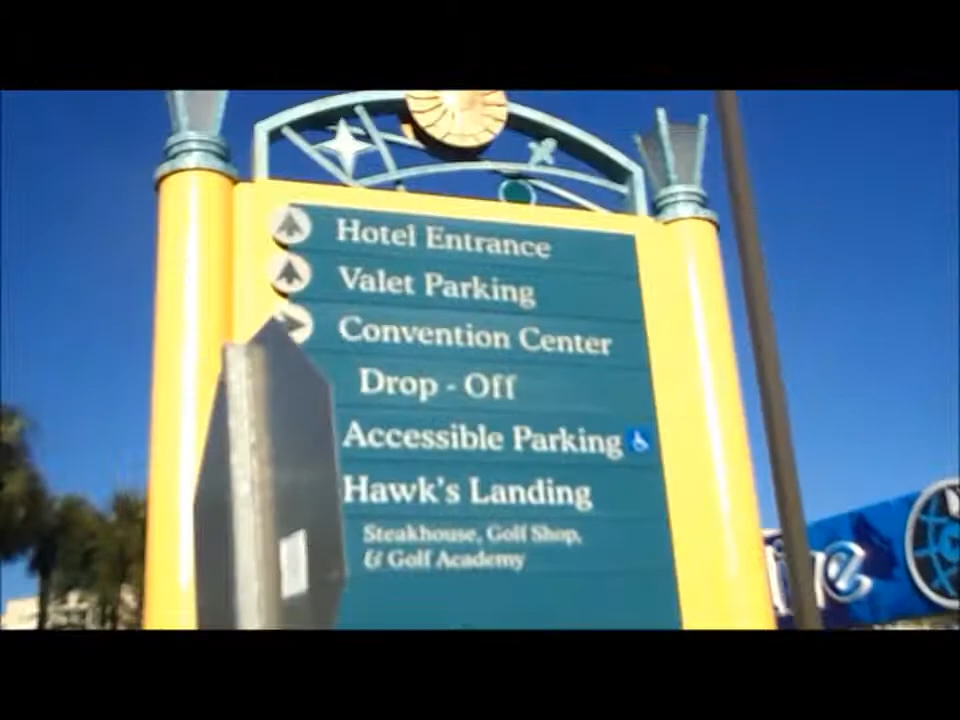 Hotel Entrance
Valet Parking
Convention Center
Drop - Off
Accessible Parking
Hawk's Landing
Steakhouse, Golf Shop,
& Golf Academy